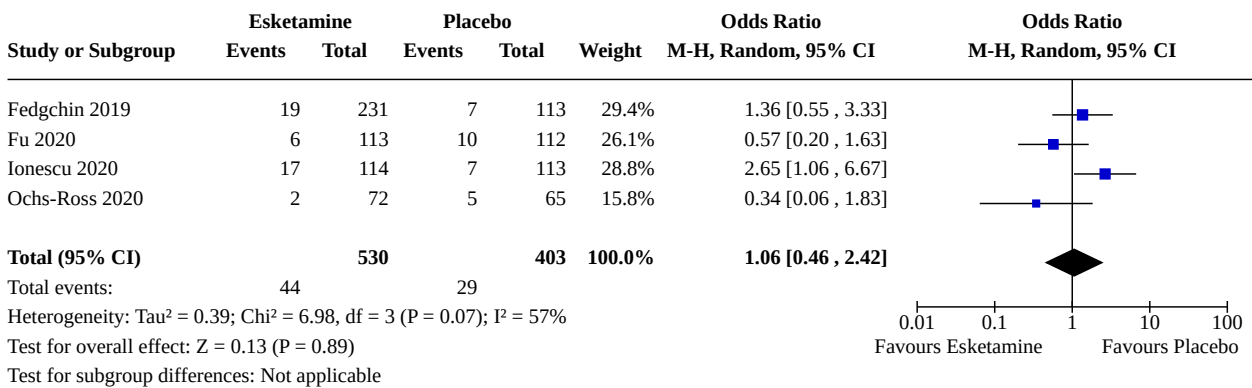 Esketamine Placebo Odds Ratio Odds Ratio
Study or Subgroup Events Total Events Total Weight M-H, Random, 95% CI M-H, Random, 95% CI
Fedgchin 2019 19 231 7 113 29.4% 1.36 [0.55 , 3.33]
Fu 2020 6 113 10 112 26.1% 0.57 [0.20 , 1.63]
Ionescu 2020 17 114 7 113 28.8% 2.65 [1.06 , 6.67]
Ochs-Ross 2020 2 72 5 65 15.8% 0.34 [0.06 , 1.83]
Total (95% CI) 530 403 100.0% 1.06 [0.46 , 2.42]
Total events: 44 29
Heterogeneity: Tau² = 0.39; Chi² = 6.98, df = 3 (P = 0.07); I² = 57%
Test for overall effect: Z = 0.13 (P = 0.89)
Test for subgroup differences: Not applicable
0.01 0.1 1 10 100
Favours Esketamine Favours Placebo